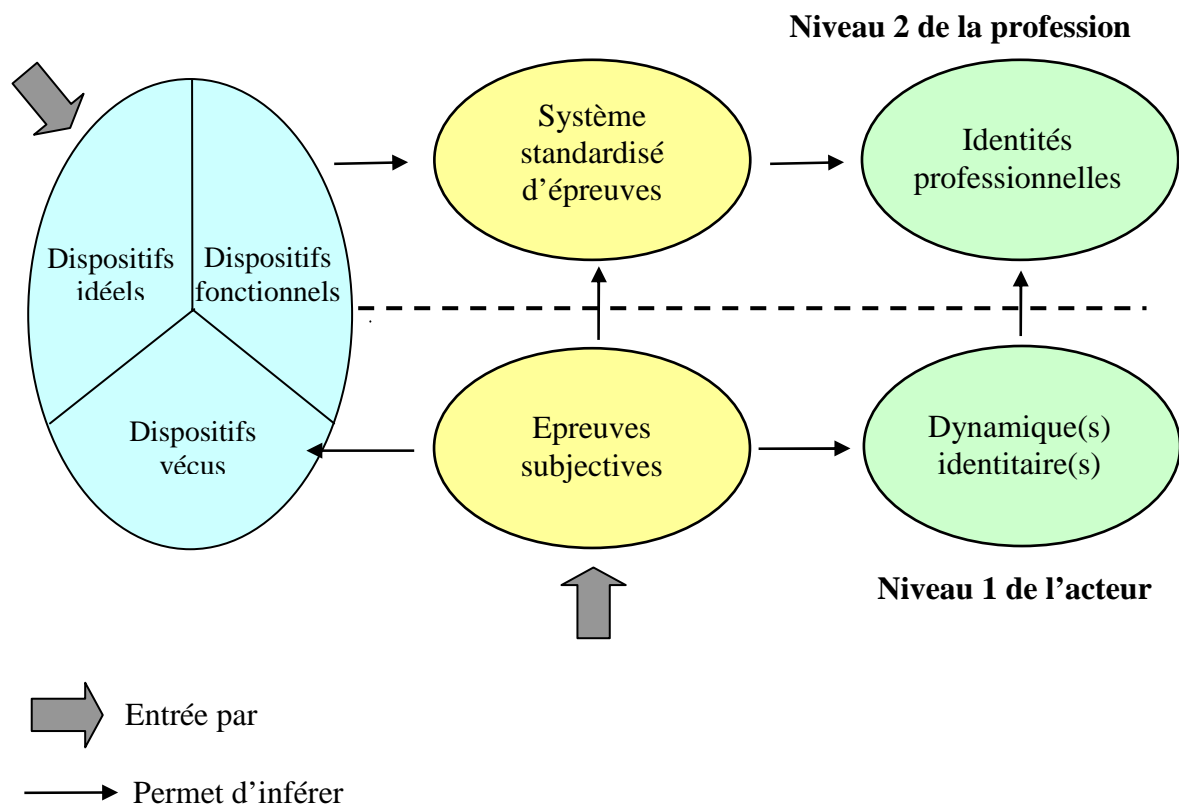 Niveau 2 de la profession
Système
standardisé
d’épreuves
Identités
professionnelles
Dispositifs
idéels
Dispositifs
fonctionnels
Dispositifs
vécus
Epreuves
subjectives
Dynamique(s)
identitaire(s)
Niveau 1 de l’acteur
Entrée par
Permet d’inférer